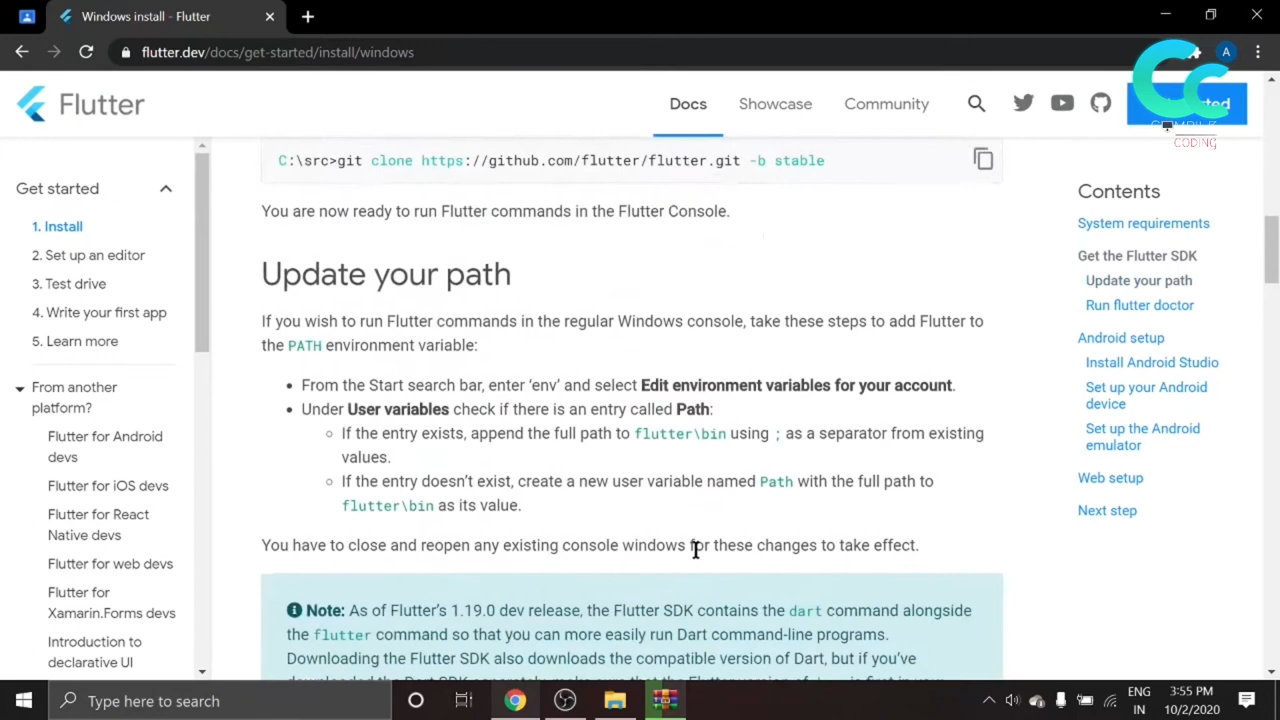 Windows install - Flutter
flutter.dev/docs/get-started/install/windows
A
Flutter
Docs
Showcase
Community
CODING
Get started
1. Install
2. Set up an editor
3. Test drive
4. Write your first app
5. Learn more
From another
platform?
Flutter for Android
devs
Flutter for iOS devs
Flutter for React
Native devs
Flutter for web devs
Flutter for
Xamarin.Forms devs
Introduction to
declarative UI
C:\src>git clone https://github.com/flutter/flutter.git -b stable
You are now ready to run Flutter commands in the Flutter Console.
Update your path
If you wish to run Flutter commands in the regular Windows console, take these steps to add Flutter to
the PATH environment variable:
• From the Start search bar, enter ‘env’ and select Edit environment variables for your account.
• Under User variables check if there is an entry called Path:
○ If the entry exists, append the full path to flutter\bin using ; as a separator from existing
values.
○ If the entry doesn’t exist, create a new user variable named Path with the full path to
flutter\bin as its value.
You have to close and reopen any existing console windows for these changes to take effect.
Note: As of Flutter’s 1.19.0 dev release, the Flutter SDK contains the dart command alongside
the flutter command so that you can more easily run Dart command-line programs.
Downloading the Flutter SDK also downloads the compatible version of Dart, but if you’ve
Contents
System requirements
Get the Flutter SDK
Update your path
Run flutter doctor
Android setup
Install Android Studio
Set up your Android
device
Set up the Android
emulator
Web setup
Next step
Type here to search
ENG
IN
3:55 PM
10/2/2020